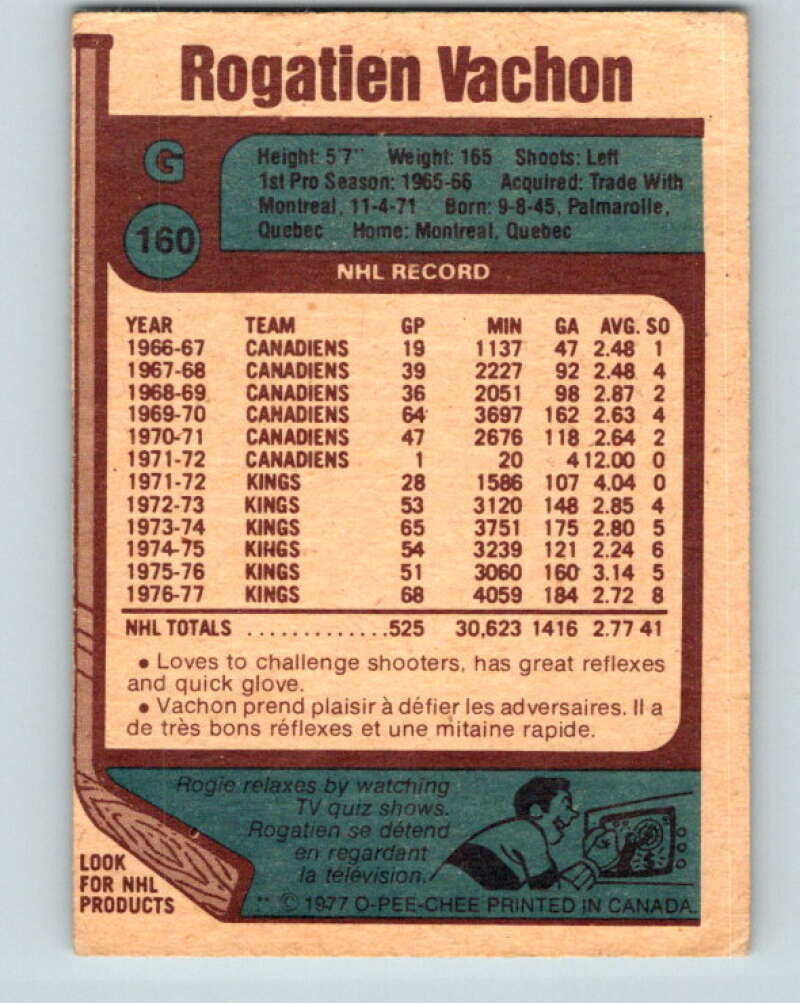 Rogatien Vachon
G
160
Height: 5'7" Weight: 165 Shoots: Left
1st Pro Season: 1965-66 Acquired: Trade With
Montreal, 11-4-71 Born: 9-8-45, Palmarolle,
Quebec Home: Montreal, Quebec
NHL RECORD
YEAR TEAM GP MIN GA AVG. SO
1966-67 CANADIENS 19 1137 47 2.48 1
1967-68 CANADIENS 39 2227 92 2.48 4
1968-69 CANADIENS 36 2051 98 2.87 2
1969-70 CANADIENS 64 3697 162 2.63 4
1970-71 CANADIENS 47 2676 118 2.64 2
1971-72 CANADIENS 1 20 4 12.00 0
1971-72 KINGS 28 1586 107 4.04 0
1972-73 KINGS 53 3120 148 2.85 4
1973-74 KINGS 65 3751 175 2.80 5
1974-75 KINGS 54 3239 121 2.24 6
1975-76 KINGS 51 3060 160 3.14 5
1976-77 KINGS 68 4059 184 2.72 8
NHL TOTALS .............525 30,623 1416 2.77 41
• Loves to challenge shooters, has great reflexes
and quick glove.
• Vachon prend plaisir à défier les adversaires. Il a
de très bons réflexes et une mitaine rapide.
Rogie relaxes by watching
TV quiz shows.
Rogatien se détend
en regardant
la télévision.
LOOK
FOR NHL
PRODUCTS
** © 1977 O-PEE-CHEE PRINTED IN CANADA.